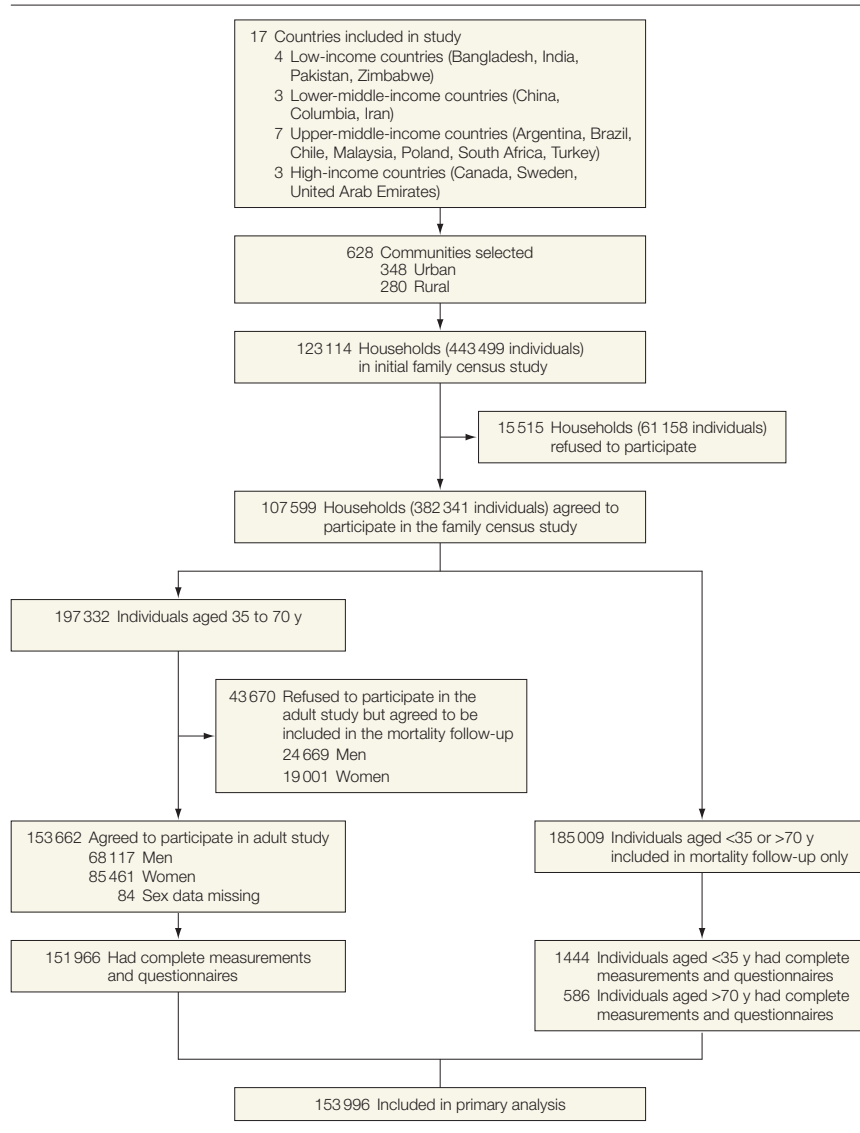 17 Countries included in study
4 Low-income countries (Bangladesh, India,
Pakistan, Zimbabwe)
3 Lower-middle-income countries (China,
Columbia, Iran)
7 Upper-middle-income countries (Argentina, Brazil,
Chile, Malaysia, Poland, South Africa, Turkey)
3 High-income countries (Canada, Sweden,
United Arab Emirates)
628 Communities selected
348 Urban
280 Rural
123 114 Households (443 499 individuals)
in initial family census study
15 515 Households (61 158 individuals)
refused to participate
107 599 Households (382 341 individuals) agreed to
participate in the family census study
197 332 Individuals aged 35 to 70 y
43 670 Refused to participate in the
adult study but agreed to be
included in the mortality follow-up
24 669 Men
19 001 Women
153 662 Agreed to participate in adult study
68 117 Men
85 461 Women
84 Sex data missing
185 009 Individuals aged <35 or >70 y
included in mortality follow-up only
151 966 Had complete measurements
and questionnaires
1444 Individuals aged <35 y had complete
measurements and questionnaires
586 Individuals aged >70 y had complete
measurements and questionnaires
153 996 Included in primary analysis